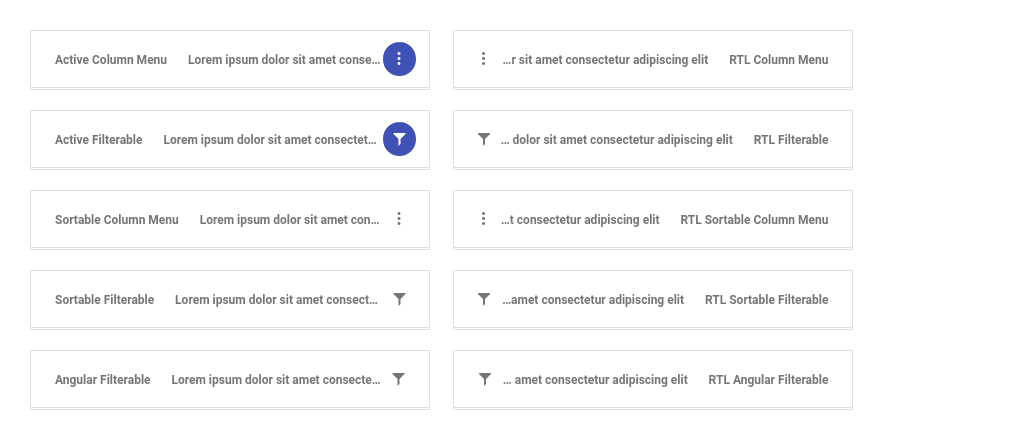 Active Column Menu Lorem ipsum dolor sit amet conse…
…r sit amet consectetur adipiscing elit RTL Column Menu
Active Filterable Lorem ipsum dolor sit amet consectet…
… dolor sit amet consectetur adipiscing elit RTL Filterable
Sortable Column Menu Lorem ipsum dolor sit amet con…
…t consectetur adipiscing elit RTL Sortable Column Menu
Sortable Filterable Lorem ipsum dolor sit amet consect…
…amet consectetur adipiscing elit RTL Sortable Filterable
Angular Filterable Lorem ipsum dolor sit amet consecte…
… amet consectetur adipiscing elit RTL Angular Filterable